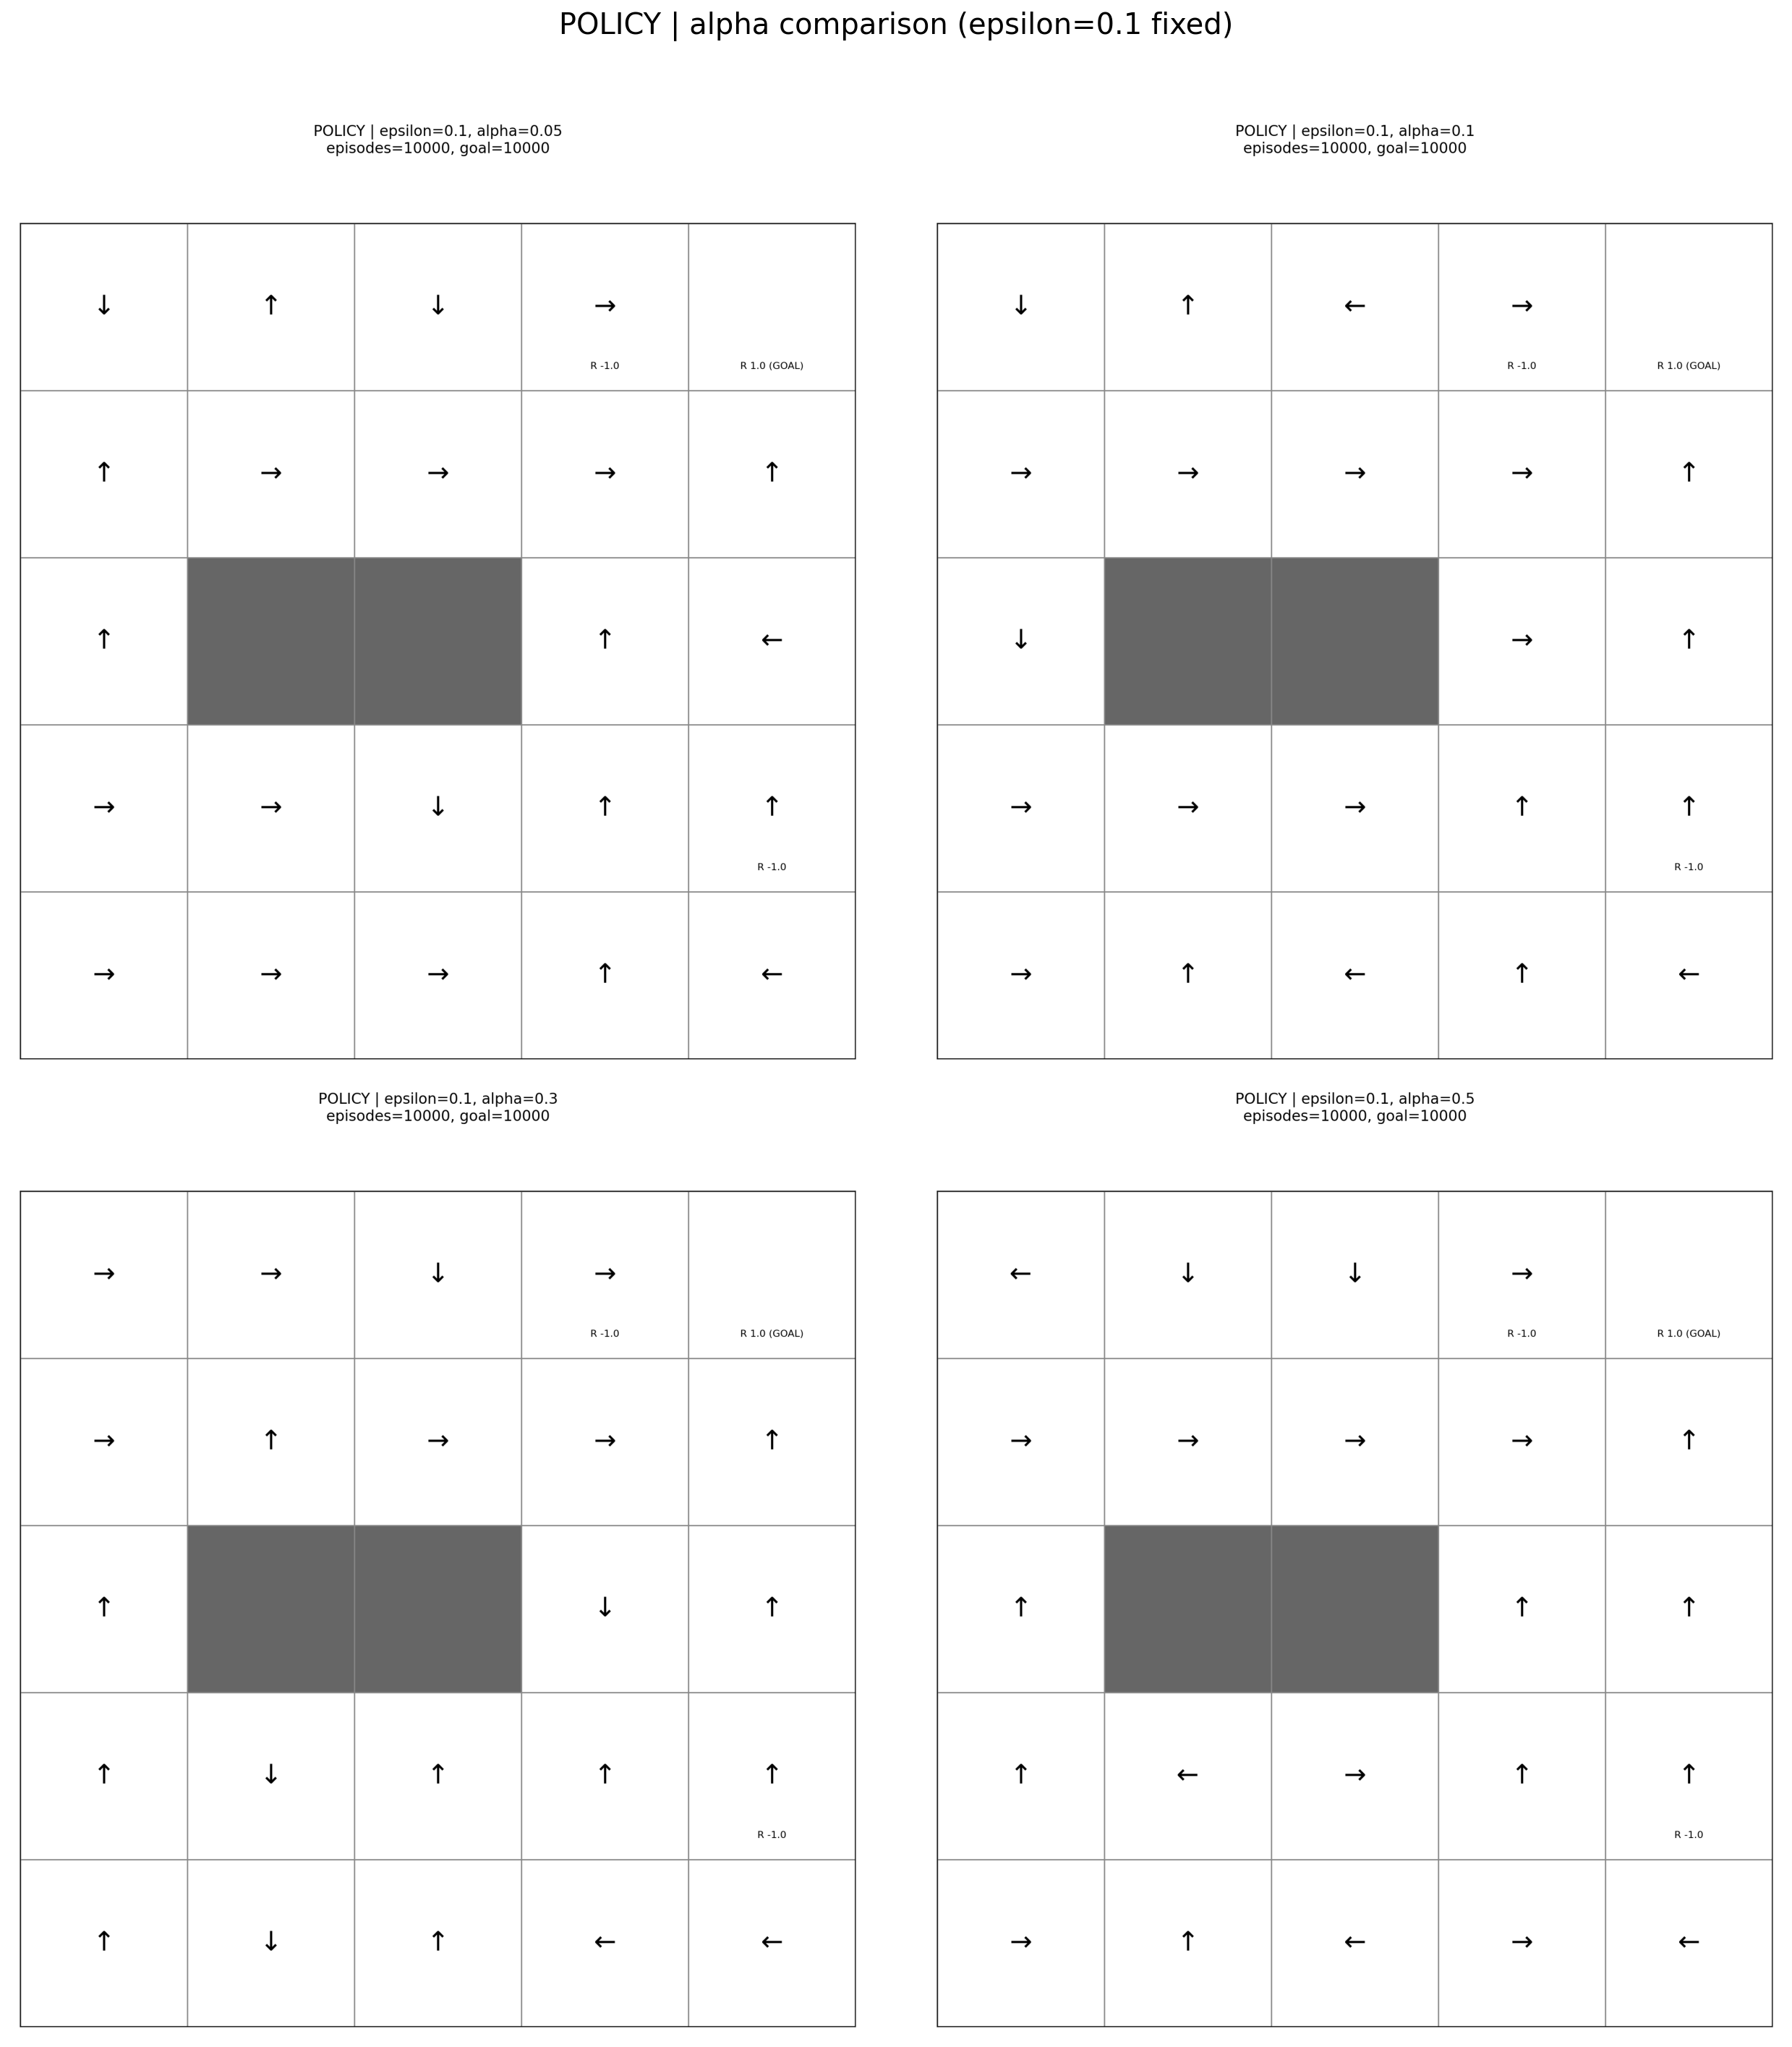 POLICY | alpha comparison (epsilon=0.1 fixed)
POLICY | epsilon=0.1, alpha=0.05
episodes=10000, goal=10000
↓ ↑ ↓ →
R -1.0 R 1.0 (GOAL)
↑ → → → ↑
↑ ↑ ←
→ → ↓ ↑ ↑
R -1.0
→ → → ↑ ←
POLICY | epsilon=0.1, alpha=0.1
episodes=10000, goal=10000
↓ ↑ ← →
R -1.0 R 1.0 (GOAL)
→ → → → ↑
↓ → ↑
→ → → ↑ ↑
R -1.0
→ ↑ ← ↑ ←
POLICY | epsilon=0.1, alpha=0.3
episodes=10000, goal=10000
→ → ↓ →
R -1.0 R 1.0 (GOAL)
→ ↑ → → ↑
↑ ↓ ↑
↑ ↓ ↑ ↑ ↑
R -1.0
↑ ↓ ↑ ← ←
POLICY | epsilon=0.1, alpha=0.5
episodes=10000, goal=10000
← ↓ ↓ →
R -1.0 R 1.0 (GOAL)
→ → → → ↑
↑ ↑ ↑
↑ ← → ↑ ↑
R -1.0
→ ↑ ← → ←